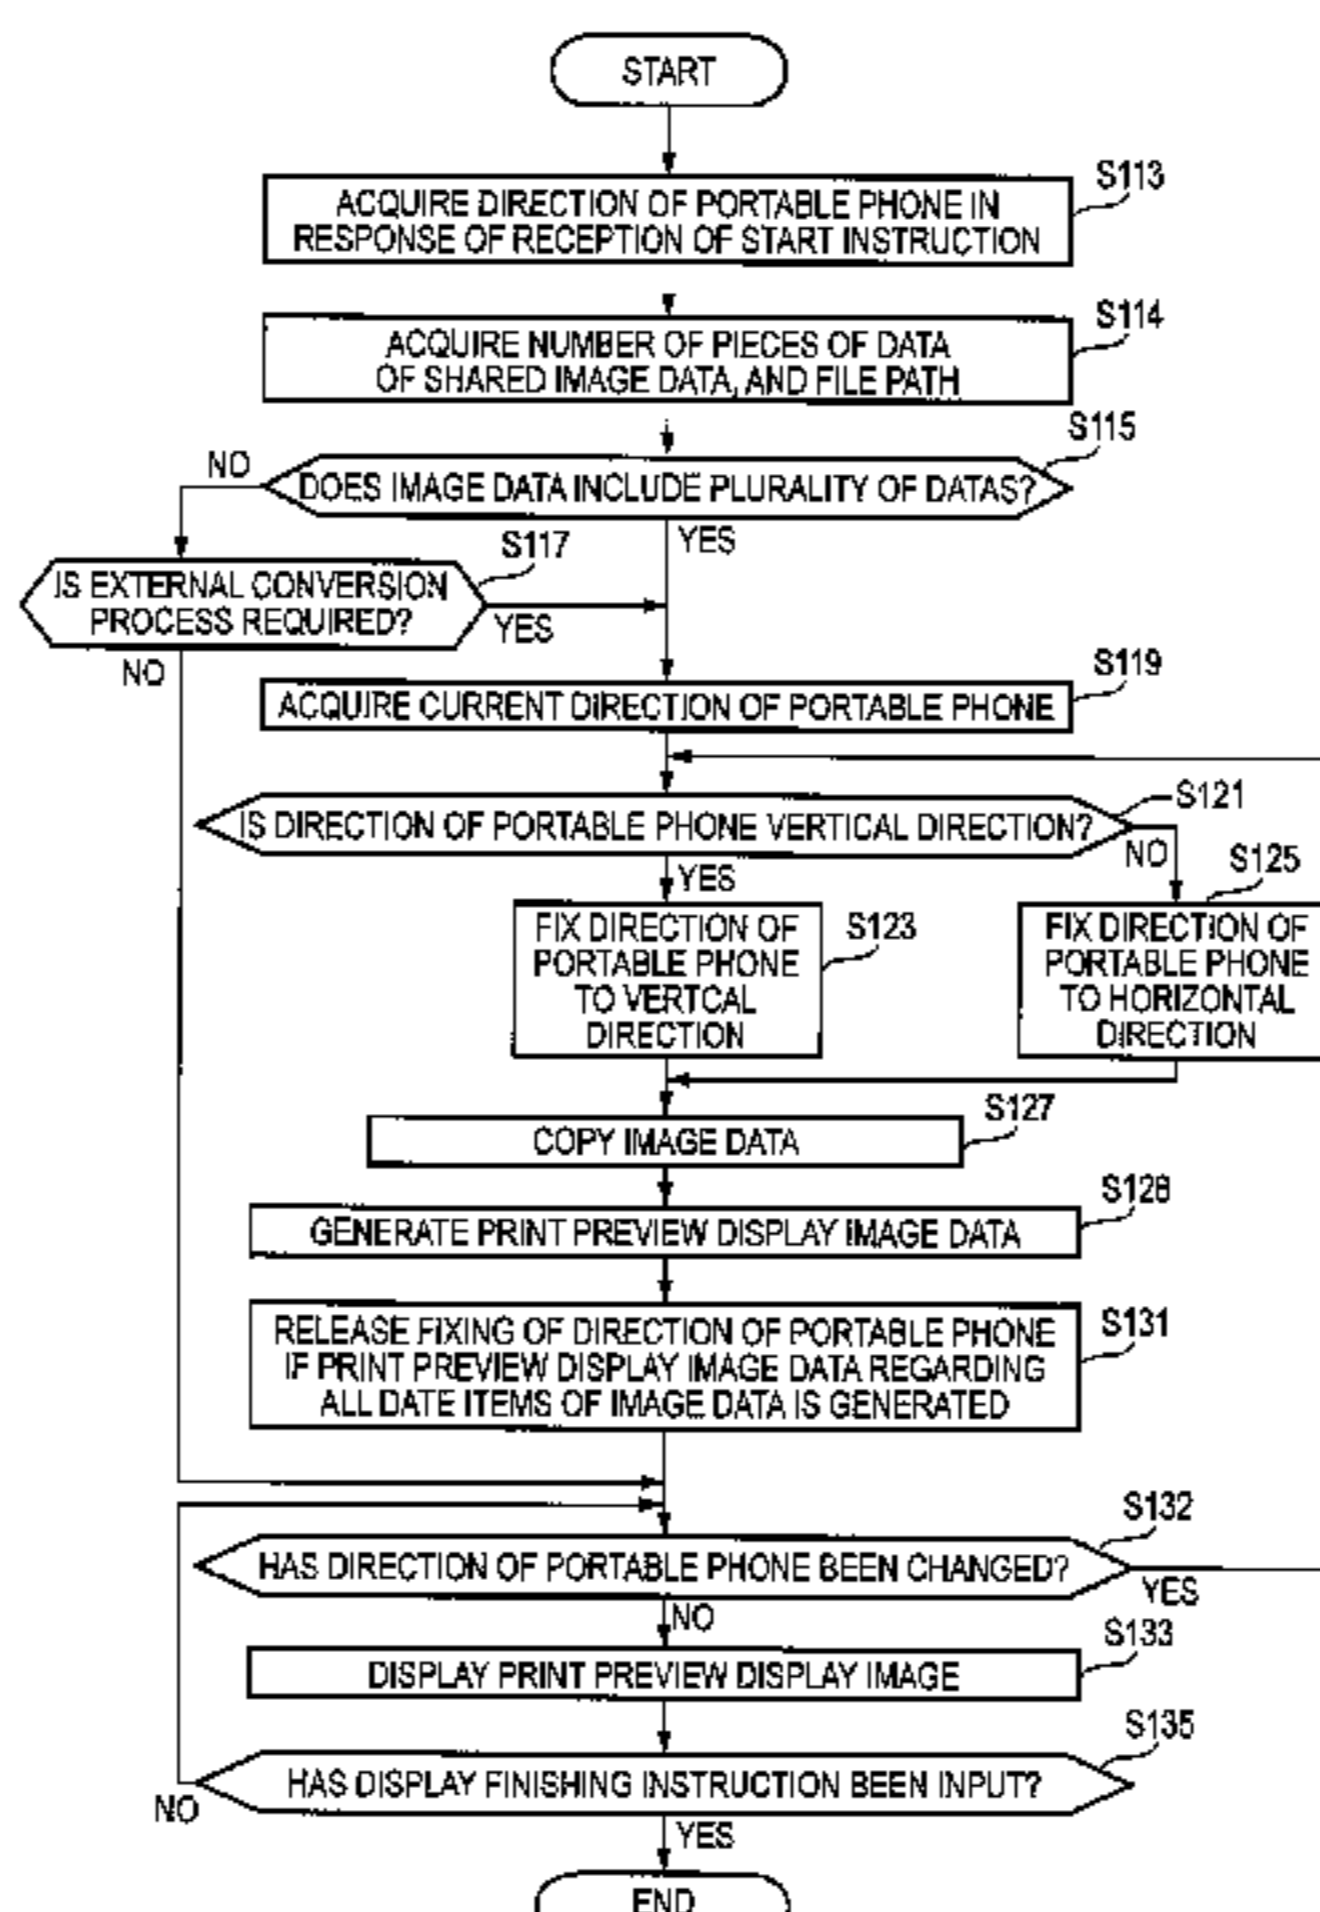 START
S113
ACQUIRE DIRECTION OF PORTABLE PHONE IN
RESPONSE OF RECEPTION OF START INSTRUCTION
S114
ACQUIRE NUMBER OF PIECES OF DATA
OF SHARED IMAGE DATA, AND FILE PATH
S115
NO
DOES IMAGE DATA INCLUDE PLURALITY OF DATAS?
YES
S117
IS EXTERNAL CONVERSION
PROCESS REQUIRED?
YES
NO
S119
ACQUIRE CURRENT DIRECTION OF PORTABLE PHONE
S121
IS DIRECTION OF PORTABLE PHONE VERTICAL DIRECTION?
NO
YES
S123
FIX DIRECTION OF
PORTABLE PHONE
TO VERTCAL
DIRECTION
S125
FIX DIRECTION OF
PORTABLE PHONE
TO HORIZONTAL
DIRECTION
S127
COPY IMAGE DATA
S128
GENERATE PRINT PREVIEW DISPLAY IMAGE DATA
S131
RELEASE FIXING OF DIRECTION OF PORTABLE PHONE
IF PRINT PREVIEW DISPLAY IMAGE DATA REGARDING
ALL DATE ITEMS OF IMAGE DATA IS GENERATED
S132
HAS DIRECTION OF PORTABLE PHONE BEEN CHANGED?
YES
NO
S133
DISPLAY PRINT PREVIEW DISPLAY IMAGE
S135
HAS DISPLAY FINISHING INSTRUCTION BEEN INPUT?
NO
YES
END